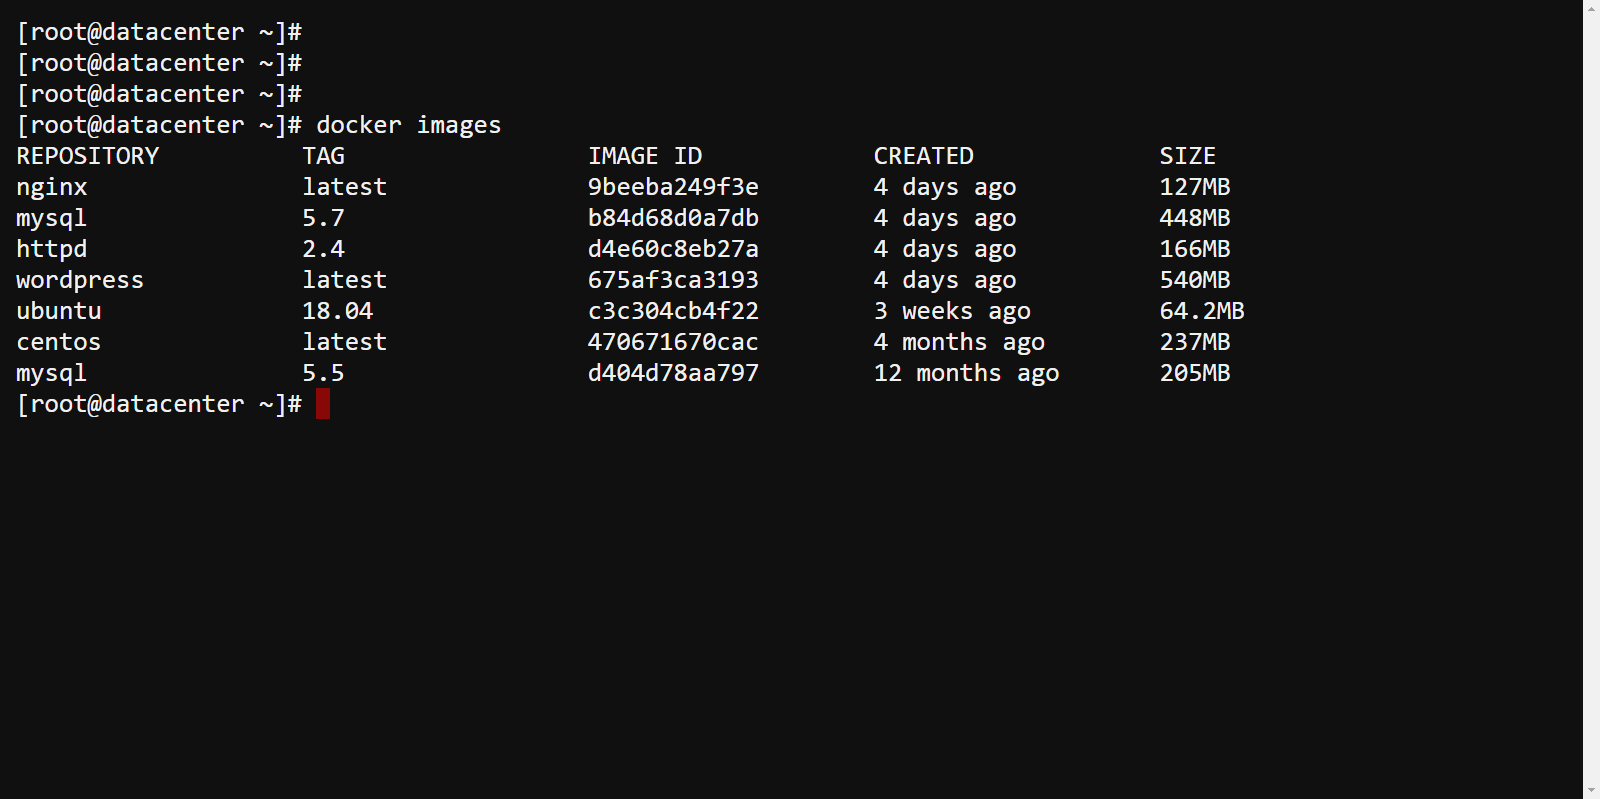 [root@datacenter ~]#
[root@datacenter ~]#
[root@datacenter ~]#
[root@datacenter ~]# docker images
REPOSITORY          TAG                 IMAGE ID            CREATED             SIZE
nginx               latest              9beeba249f3e        4 days ago          127MB
mysql               5.7                 b84d68d0a7db        4 days ago          448MB
httpd               2.4                 d4e60c8eb27a        4 days ago          166MB
wordpress           latest              675af3ca3193        4 days ago          540MB
ubuntu              18.04               c3c304cb4f22        3 weeks ago         64.2MB
centos              latest              470671670cac        4 months ago        237MB
mysql               5.5                 d404d78aa797        12 months ago       205MB
[root@datacenter ~]#